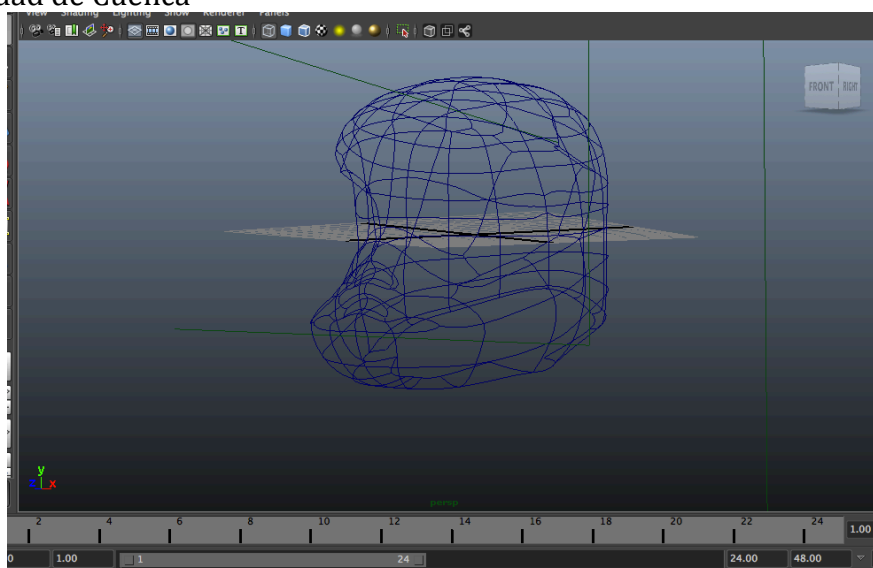 dad de Cuenca
View Shading Lighting Show Renderer Panels
T
FRONT RIGHT
y
z x
persp
2 4 6 8 10 12 14 16 18 20 22 24 1.00
0 1.00 1 24 24.00 48.00